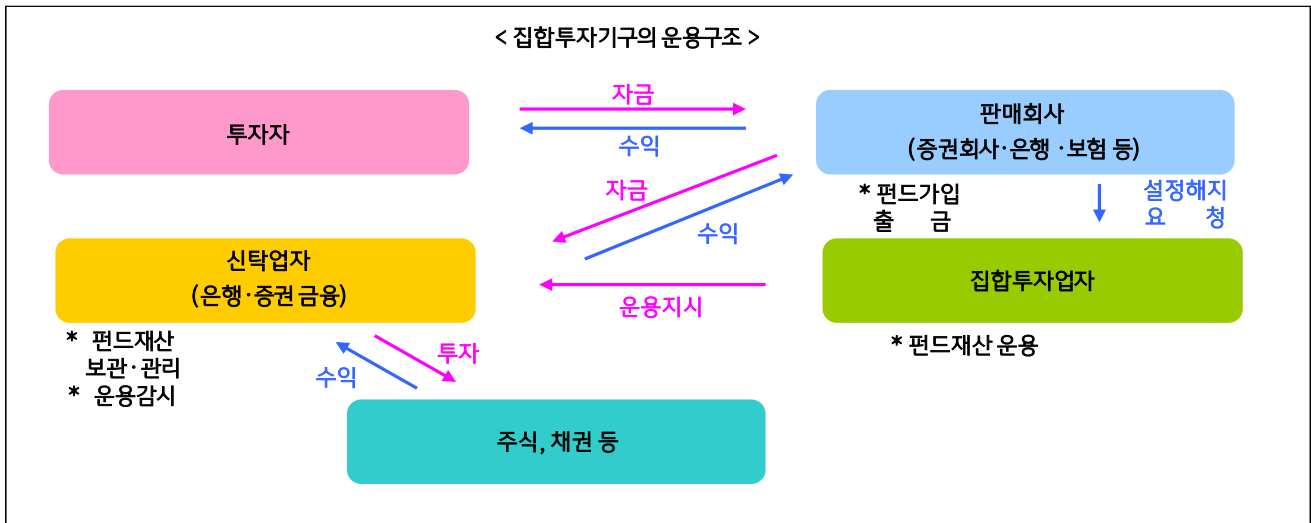 < 집합투자기구의 운용구조 >
투자자
자금
수익
판매회사
(증권회사·은행 ·보험 등)
자금
수익
* 펀드가입
출 금
설정해지
요 청
신탁업자
(은행·증권 금융)
운용지시
집합투자업자
* 펀드재산
보관·관리
* 운용감시
수익
투자
* 펀드재산 운용
주식, 채권 등